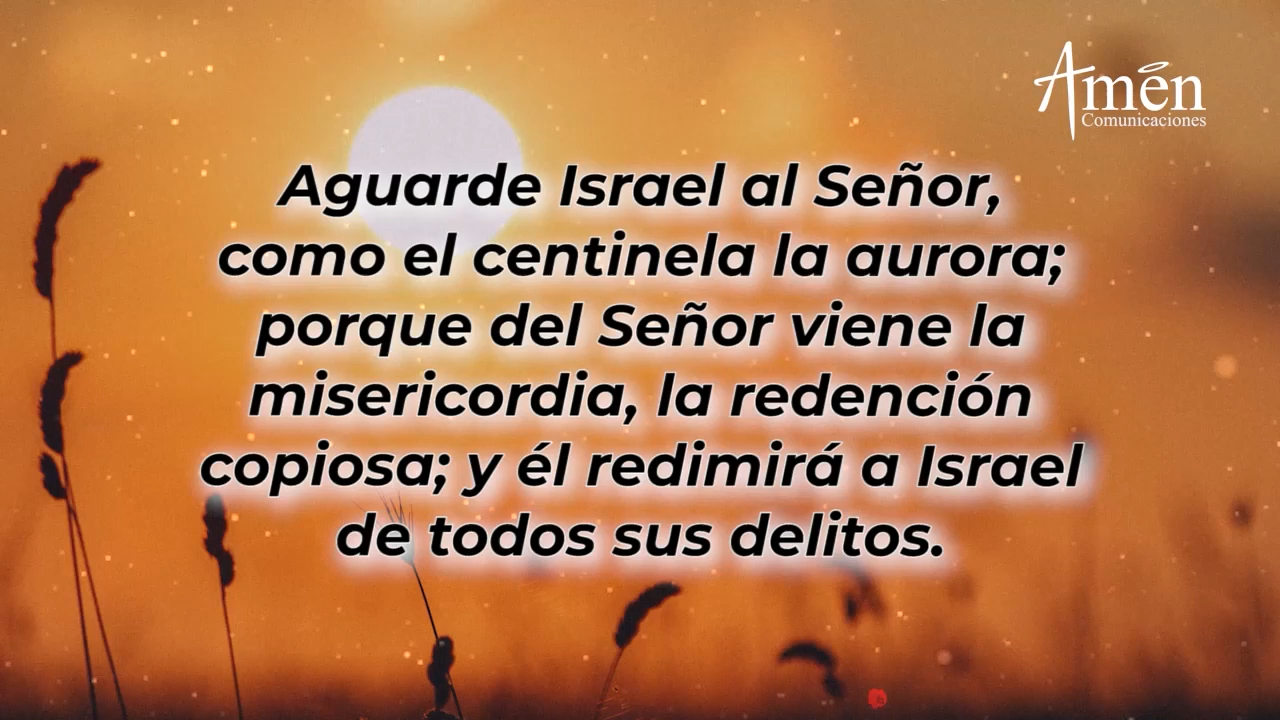 Amén
Comunicaciones
Aguarde Israel al Señor,
como el centinela la aurora;
porque del Señor viene la
misericordia, la redención
copiosa; y él redimirá a Israel
de todos sus delitos.